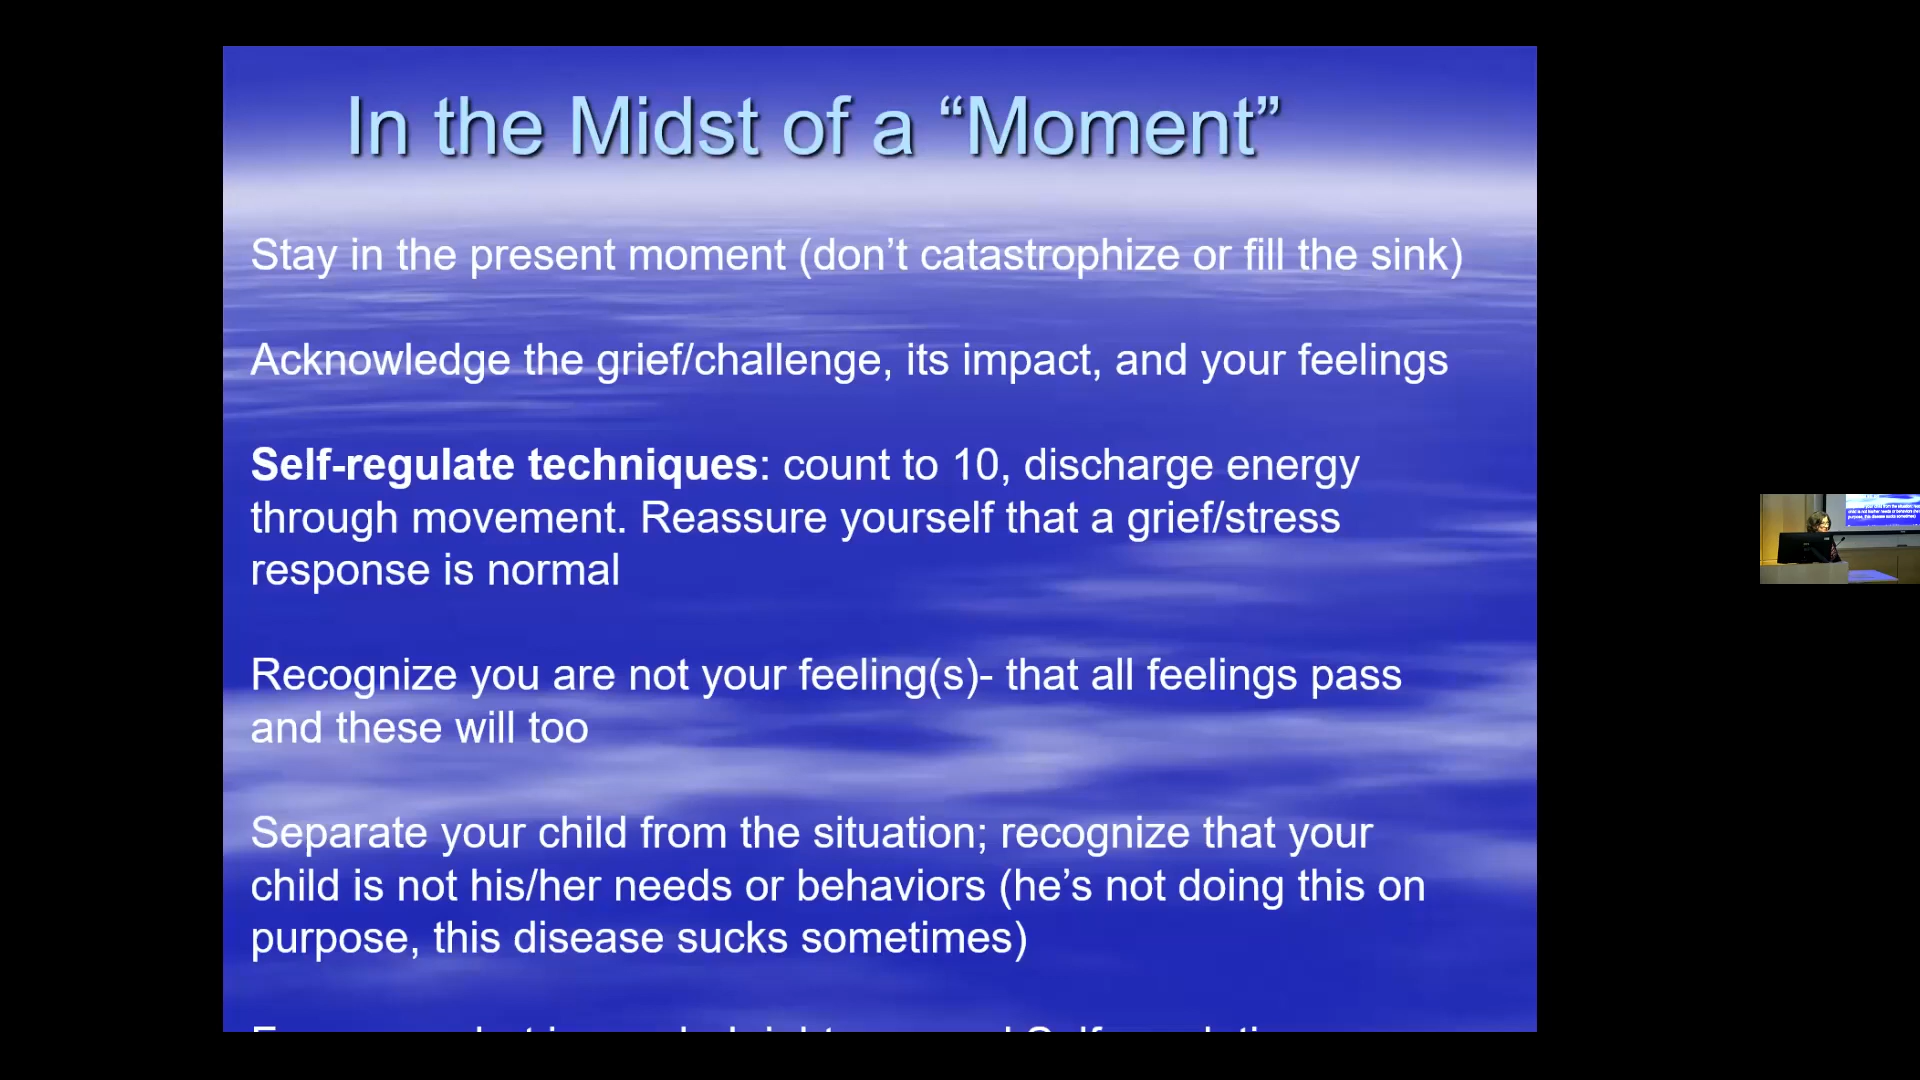 In the Midst of a “Moment”
Stay in the present moment (don’t catastrophize or fill the sink)
Acknowledge the grief/challenge, its impact, and your feelings
Self-regulate techniques: count to 10, discharge energy
through movement. Reassure yourself that a grief/stress
response is normal
Recognize you are not your feeling(s)- that all feelings pass
and these will too
Separate your child from the situation; recognize that your
child is not his/her needs or behaviors (he’s not doing this on
purpose, this disease sucks sometimes)